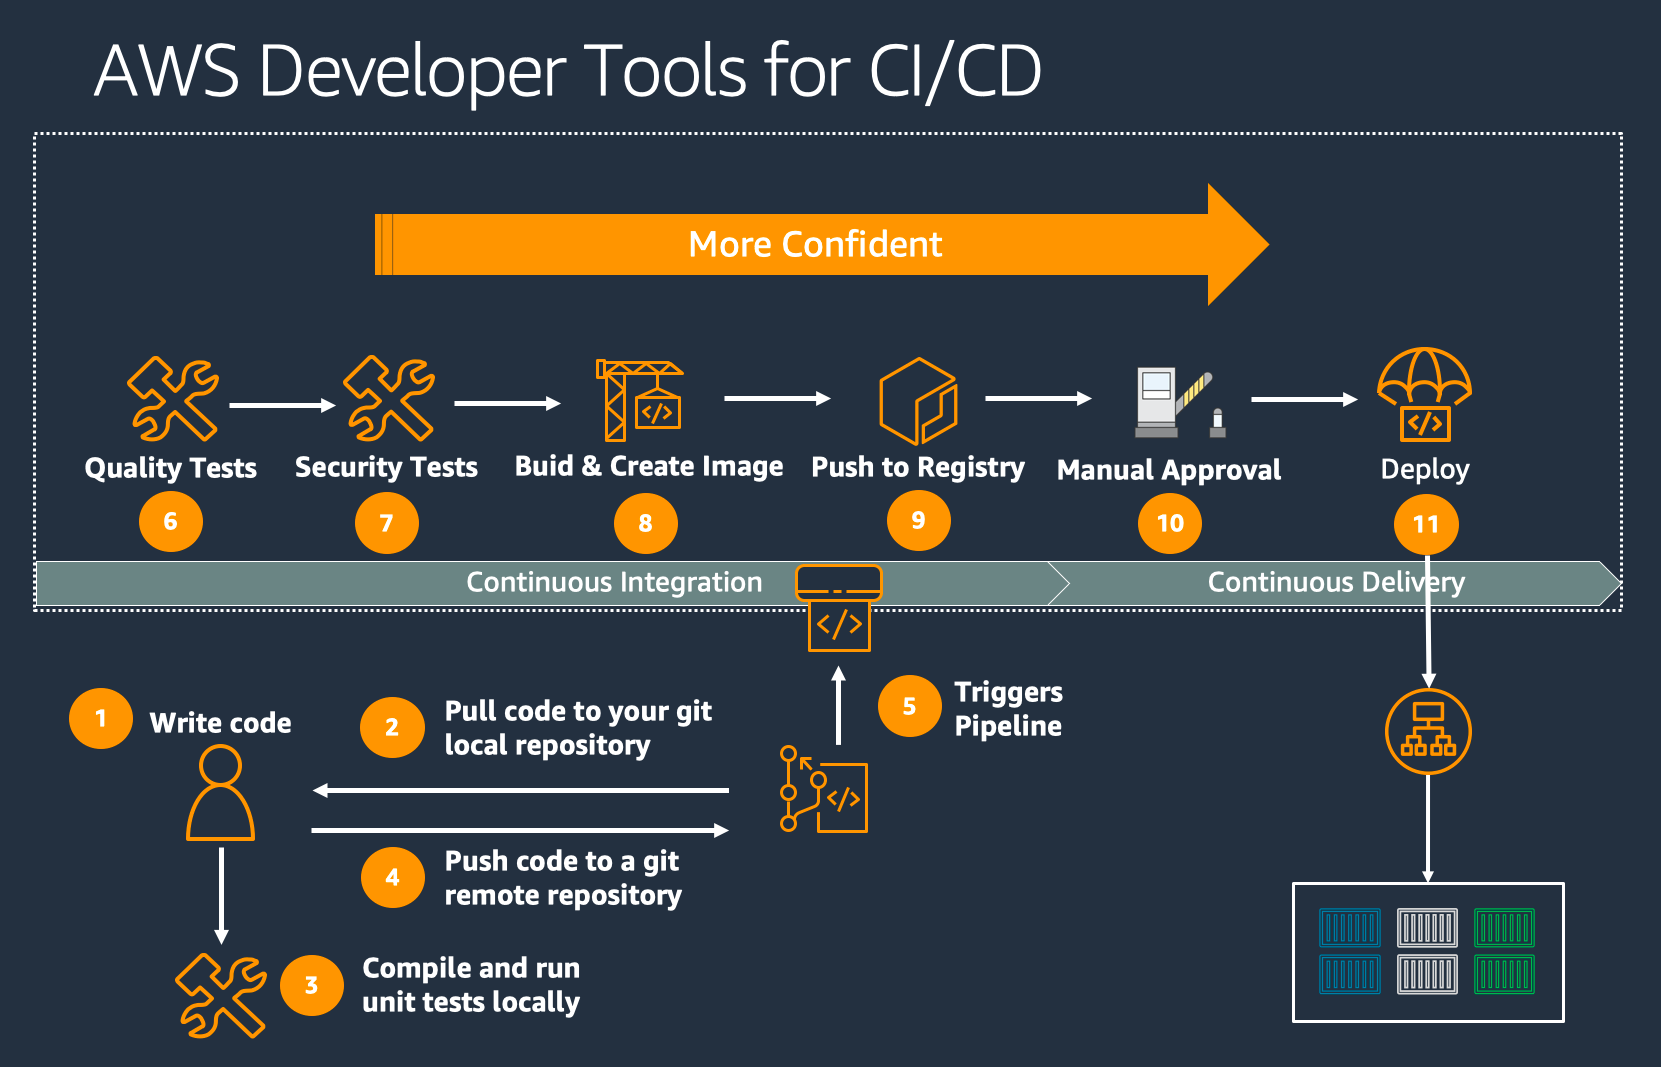 AWS Developer Tools for CI/CD
More Confident
Quality Tests
Security Tests
Buid & Create Image
Push to Registry
Manual Approval
Deploy
6
7
8
9
10
11
Continuous Integration
Continuous Delivery
</>
</>
</>
</>
1
Write code
2
Pull code to your git
local repository
5
Triggers
Pipeline
</>
4
Push code to a git
remote repository
3
Compile and run
unit tests locally